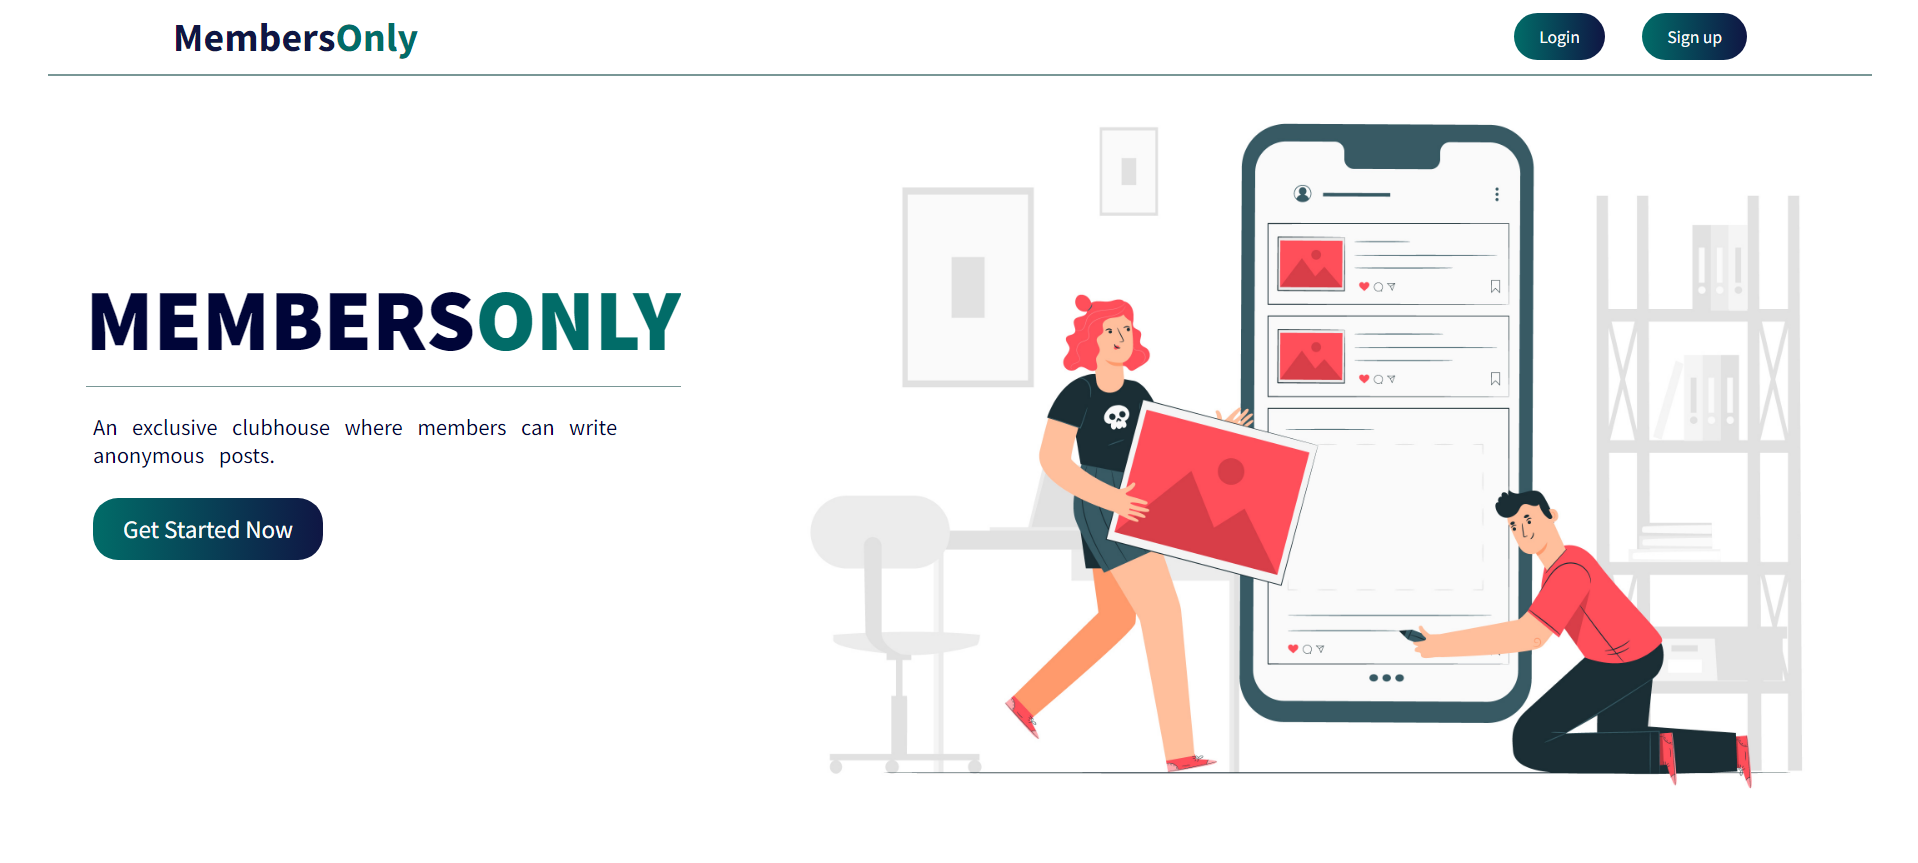 MembersOnly
Login
Sign up
MEMBERSONLY
An exclusive clubhouse where members can write
anonymous posts.
Get Started Now